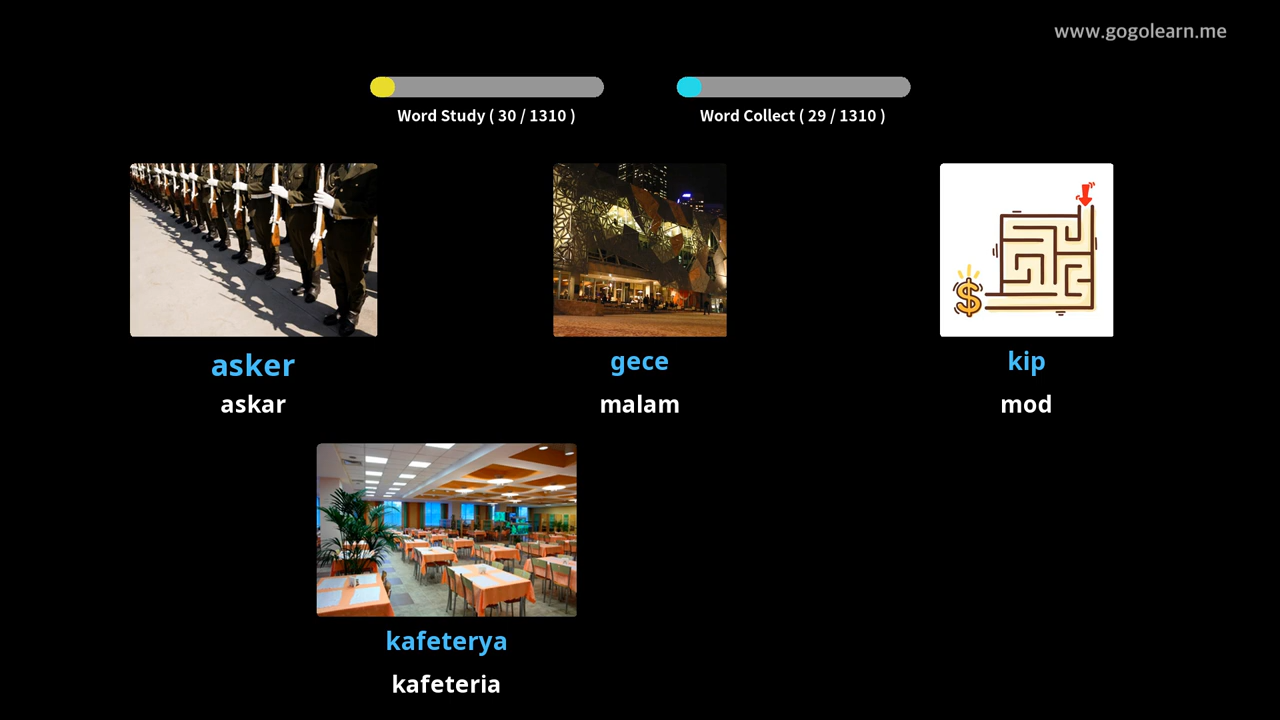 www.gogolearn.me
Word Study ( 30 / 1310 )
Word Collect ( 29 / 1310 )
asker
askar
gece
malam
kip
mod
kafeterya
kafeteria